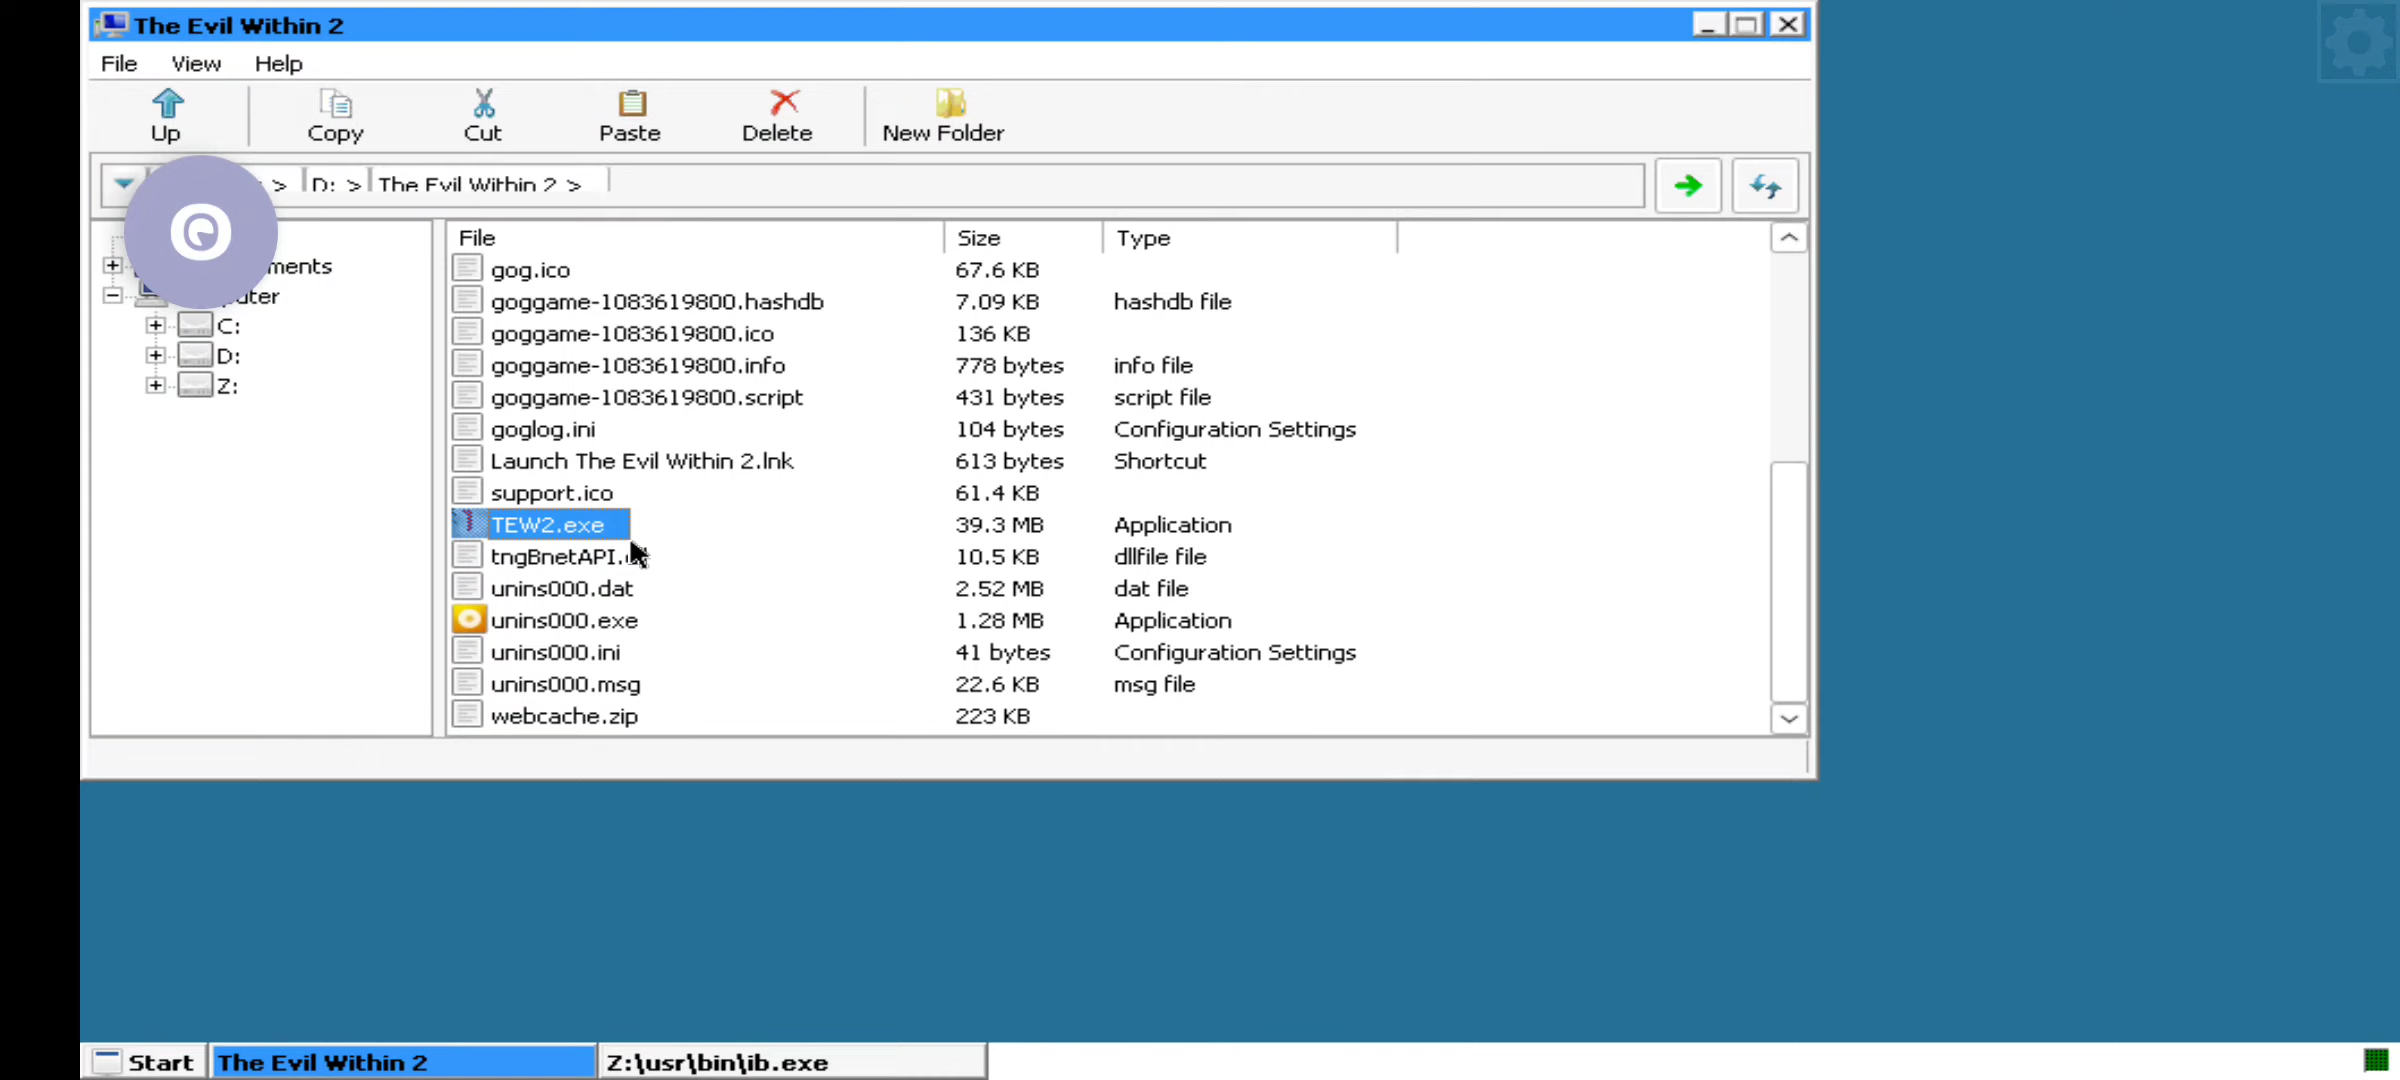 The Evil Within 2
File View Help
Up Copy Cut Paste Delete New Folder
> D: > The Evil Within 2 >
File Size Type
gog.ico 67.6 KB
goggame-1083619800.hashdb 7.09 KB hashdb file
goggame-1083619800.ico 136 KB
goggame-1083619800.info 778 bytes info file
goggame-1083619800.script 431 bytes script file
goglog.ini 104 bytes Configuration Settings
Launch The Evil Within 2.lnk 613 bytes Shortcut
support.ico 61.4 KB
TEW2.exe 39.3 MB Application
tngBnetAPI. 10.5 KB dllfile file
unins000.dat 2.52 MB dat file
unins000.exe 1.28 MB Application
unins000.ini 41 bytes Configuration Settings
unins000.msg 22.6 KB msg file
webcache.zip 223 KB
C:
D:
Z:
Start The Evil Within 2 Z:\usr\bin\ib.exe